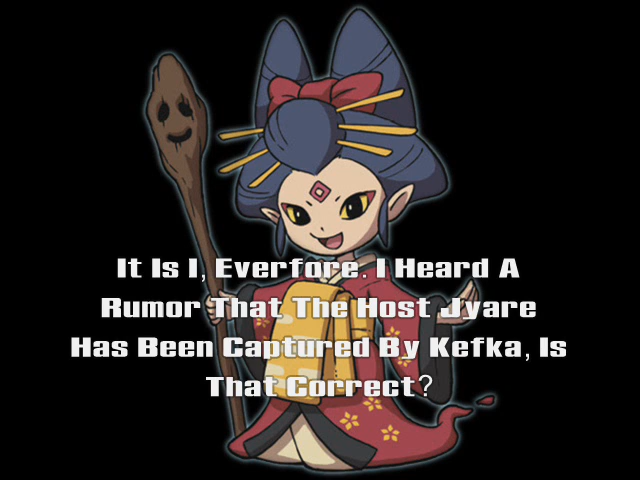 It Is I, Everfore. I Heard A
Rumor That The Host Jyare
Has Been Captured By Kefka, Is
That Correct?